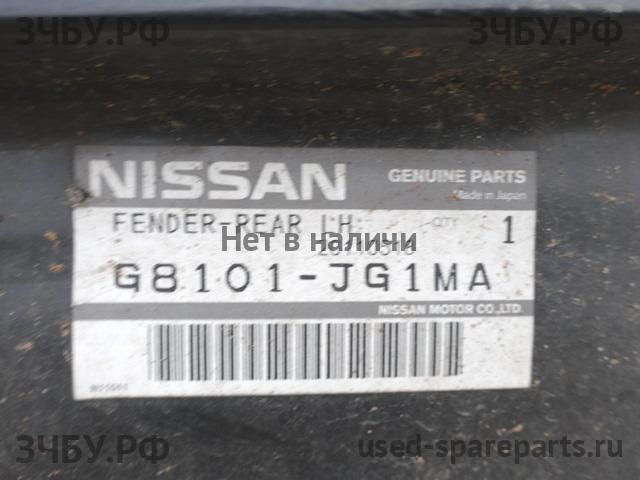 ЗЧБУ.РФ
ЗЧБУ.РФ
NISSAN
GENUINE PARTS
Made in Japan
FENDER-REAR LH
QTY 1
Нет в наличи
G8101-JG1MA
NISSAN MOTOR CO.,LTD.
ЗЧБУ.РФ
used-spareparts.ru